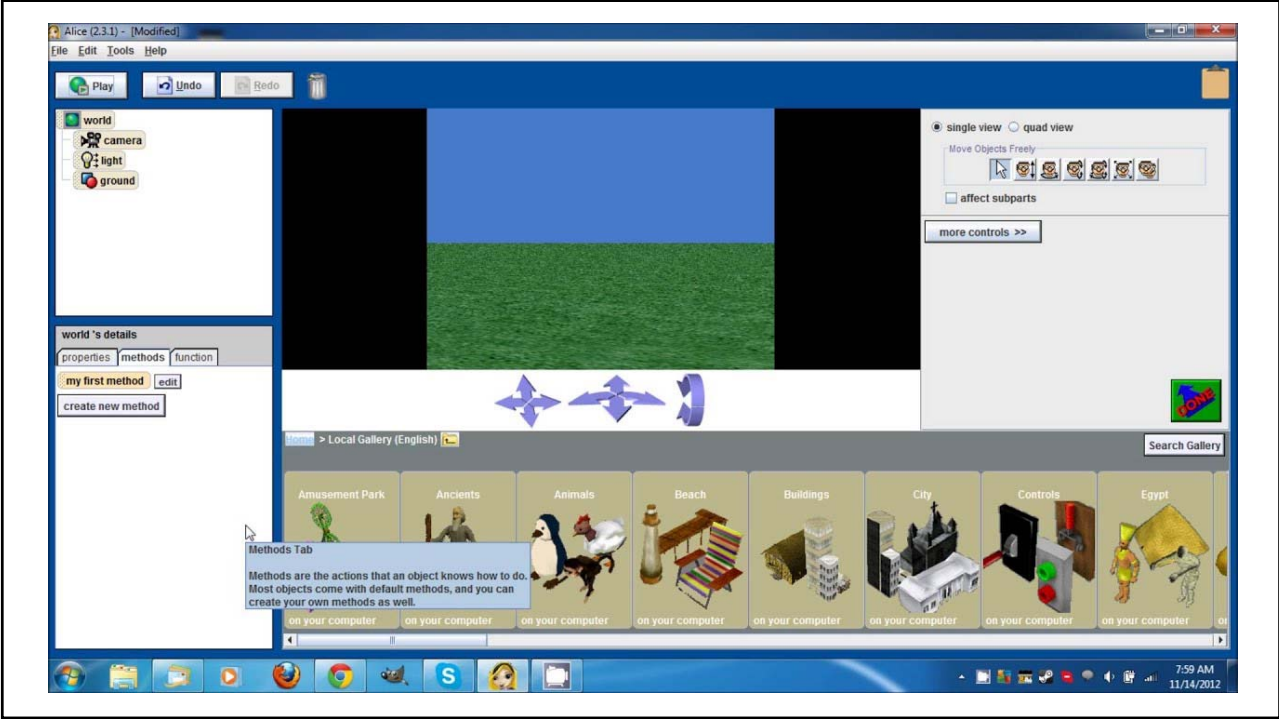 Alice (2.3.1) - [Modified]
File Edit Tools Help
Play Undo Redo
world
camera
light
ground
single view quad view
Move Objects Freely
affect subparts
more controls >>
world 's details
properties methods function
my first method edit
create new method
DONE
Home > Local Gallery (English)
Search Gallery
Amusement Park Ancients Animals Beach Buildings City Controls Egypt
Methods Tab
Methods are the actions that an object knows how to do.
Most objects come with default methods, and you can
create your own methods as well.
on your computer on your computer on your computer on your computer on your computer on your computer on your computer on your computer
S
7:59 AM
11/14/2012